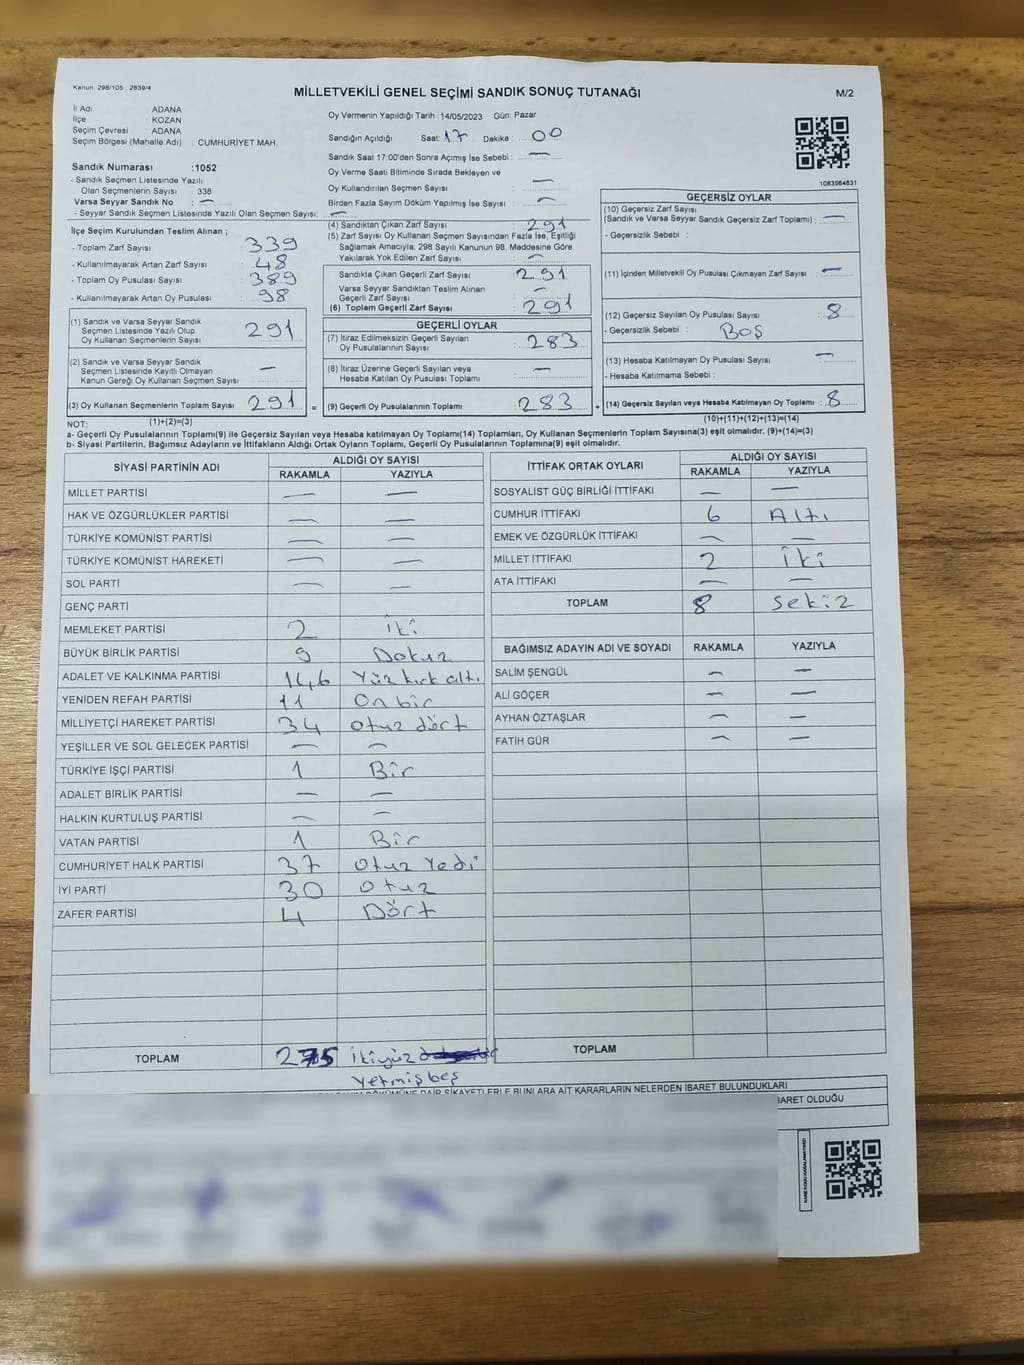 Kanun. 298/105 ; 2839/4
MİLLETVEKİLİ GENEL SEÇİMİ SANDIK SONUÇ TUTANAĞI
M/2
İl Adı : ADANA
İlçe : KOZAN
Seçim Çevresi : ADANA
Seçim Bölgesi (Mahalle Adı) : CUMHURİYET MAH.
Sandık Numarası :1052
- Sandık Seçmen Listesinde Yazılı
Olan Seçmenlerin Sayısı : 338
Varsa Seyyar Sandık No : —
- Seyyar Sandık Seçmen Listesinde Yazılı Olan Seçmen Sayısı: —
Oy Vermenin Yapıldığı Tarih :14/05/2023 Gün: Pazar
Sandığın Açıldığı Saat: 17 Dakika : 00
Sandık Saat 17:00'den Sonra Açımış İse Sebebi : —
Oy Verme Saati Bitiminde Sırada Bekleyen ve
Oy Kullandırılan Seçmen Sayısı : —
Birden Fazla Sayım Döküm Yapılmış İse Sayısı : —
1083564631
İlçe Seçim Kurulundan Teslim Alınan ;
- Toplam Zarf Sayısı : 339
- Kullanılmayarak Artan Zarf Sayısı : 48
- Toplam Oy Pusulası Sayısı : 389
- Kullanılmayarak Artan Oy Pusulası : 98
(4) Sandıktan Çıkan Zarf Sayısı : 291
(5) Zarf Sayısı Oy Kullanan Seçmen Sayısından Fazla İse, Eşitliği
Sağlamak Amacıyla; 298 Sayılı Kanunun 98. Maddesine Göre
Yakılarak Yok Edilen Zarf Sayısı : —
Sandıkta Çıkan Geçerli Zarf Sayısı : 291
Varsa Seyyar Sandıktan Teslim Alınan
Geçerli Zarf Sayısı : —
(6) Toplam Geçerli Zarf Sayısı : 291
GEÇERSİZ OYLAR
(10) Geçersiz Zarf Sayısı
(Sandık ve Varsa Seyyar Sandık Geçersiz Zarf Toplamı) : —
- Geçersizlik Sebebi :
(11) İçinden Milletvekili Oy Pusulası Çıkmayan Zarf Sayısı : —
(12) Geçersiz Sayılan Oy Pusulası Sayısı : 8
- Geçersizlik Sebebi : BOŞ
(13) Hesaba Katılmayan Oy Pusulası Sayısı : —
- Hesaba Katılmama Sebebi :
(14) Geçersiz Sayılan veya Hesaba Katılmayan Oy Toplamı : 8
(1) Sandık ve Varsa Seyyar Sandık
Seçmen Listesinde Yazılı Olup
Oy Kullanan Seçmenlerin Sayısı : 291
(2) Sandık ve Varsa Seyyar Sandık
Seçmen Listesinde Kayıtlı Olmayan
Kanun Gereği Oy Kullanan Seçmen Sayısı : —
(3) Oy Kullanan Seçmenlerin Toplam Sayısı : 291 =
GEÇERLİ OYLAR
(7) İtiraz Edilmeksizin Geçerli Sayılan
Oy Pusulalarının Sayısı : 283
(8) İtiraz Üzerine Geçerli Sayılan veya
Hesaba Katılan Oy Pusulası Toplamı : —
(9) Geçerli Oy Pusulalarının Toplamı : 283 +
NOT: (1)+(2)=(3) (10)+(11)+(12)+(13)=(14)
a- Geçerli Oy Pusulalarının Toplamı(9) ile Geçersiz Sayılan veya Hesaba katılmayan Oy Toplamı(14) Toplamları, Oy Kullanan Seçmenlerin Toplam Sayısına(3) eşit olmalıdır. (9)+(14)=(3)
b- Siyasi Partilerin, Bağımsız Adayların ve İttifakların Aldığı Ortak Oyların Toplamı, Geçerli Oy Pusulalarının Toplamına(9) eşit olmalıdır.
SİYASİ PARTİNİN ADI ALDIĞI OY SAYISI
RAKAMLA YAZIYLA
MİLLET PARTİSİ — —
HAK VE ÖZGÜRLÜKLER PARTİSİ — —
TÜRKİYE KOMÜNİST PARTİSİ — —
TÜRKİYE KOMÜNİST HAREKETİ — —
SOL PARTİ — —
GENÇ PARTİ
MEMLEKET PARTİSİ 2 İki
BÜYÜK BİRLİK PARTİSİ 9 Dokuz
ADALET VE KALKINMA PARTİSİ 146 Yüz kırk altı
YENİDEN REFAH PARTİSİ 11 On bir
MİLLİYETÇİ HAREKET PARTİSİ 34 otuz dört
YEŞİLLER VE SOL GELECEK PARTİSİ — —
TÜRKİYE İŞÇİ PARTİSİ 1 Bir
ADALET BİRLİK PARTİSİ — —
HALKIN KURTULUŞ PARTİSİ — —
VATAN PARTİSİ 1 Bir
CUMHURİYET HALK PARTİSİ 37 Otuz Yedi
İYİ PARTİ 30 Otuz
ZAFER PARTİSİ 4 Dört
TOPLAM 275 ikiyüz
yetmişbeş
İTTİFAK ORTAK OYLARI ALDIĞI OY SAYISI
RAKAMLA YAZIYLA
SOSYALİST GÜÇ BİRLİĞİ İTTİFAKI — —
CUMHUR İTTİFAKI 6 Altı
EMEK VE ÖZGÜRLÜK İTTİFAKI — —
MİLLET İTTİFAKI 2 İki
ATA İTTİFAKI — —
TOPLAM 8 Sekiz
BAĞIMSIZ ADAYIN ADI VE SOYADI RAKAMLA YAZIYLA
SALİM ŞENGÜL — —
ALİ GÖÇER — —
AYHAN ÖZTAŞLAR — —
FATİH GÜR — —
TOPLAM
DÖKÜMÜNE DAİR ŞİKAYETLERLE BUNLARA AİT KARARLARIN NELERDEN İBARET BULUNDUKLARI
İBARET OLDUĞU